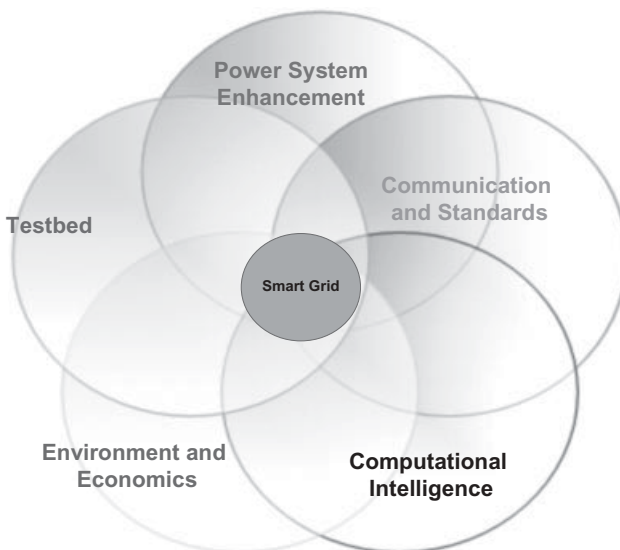 Power System
Enhancement
Communication
and Standards
Testbed
Smart Grid
Environment and
Economics
Computational
Intelligence